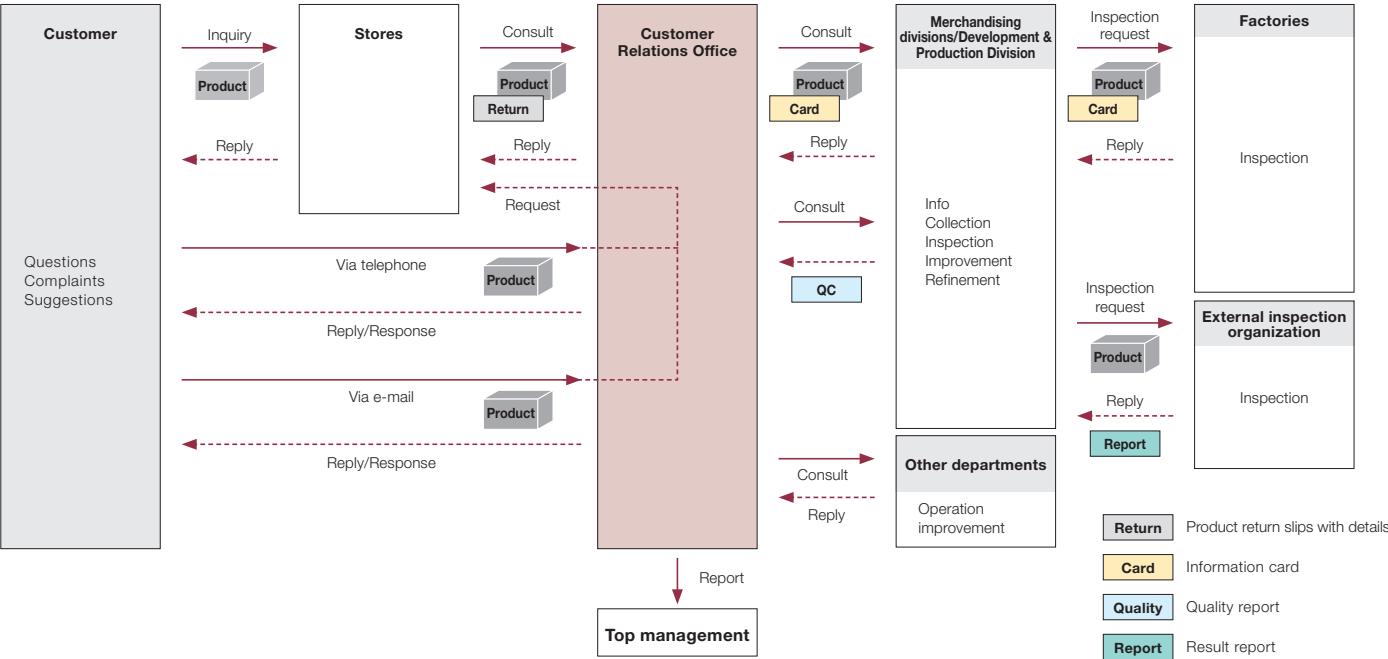 Customer
Questions
Complaints
Suggestions
Inquiry
Product
Reply
Stores
Consult
Product
Return
Reply
Request
Via telephone
Product
Reply/Response
Via e-mail
Product
Reply/Response
Customer
Relations Office
Report
Top management
Consult
Product
Card
Reply
Consult
QC
Consult
Reply
Merchandising
divisions/Development &
Production Division
Info
Collection
Inspection
Improvement
Refinement
Other departments
Operation
improvement
Inspection
request
Product
Card
Reply
Inspection
request
Product
Reply
Report
Factories
Inspection
External inspection
organization
Inspection
Return Product return slips with details
Card Information card
Quality Quality report
Report Result report